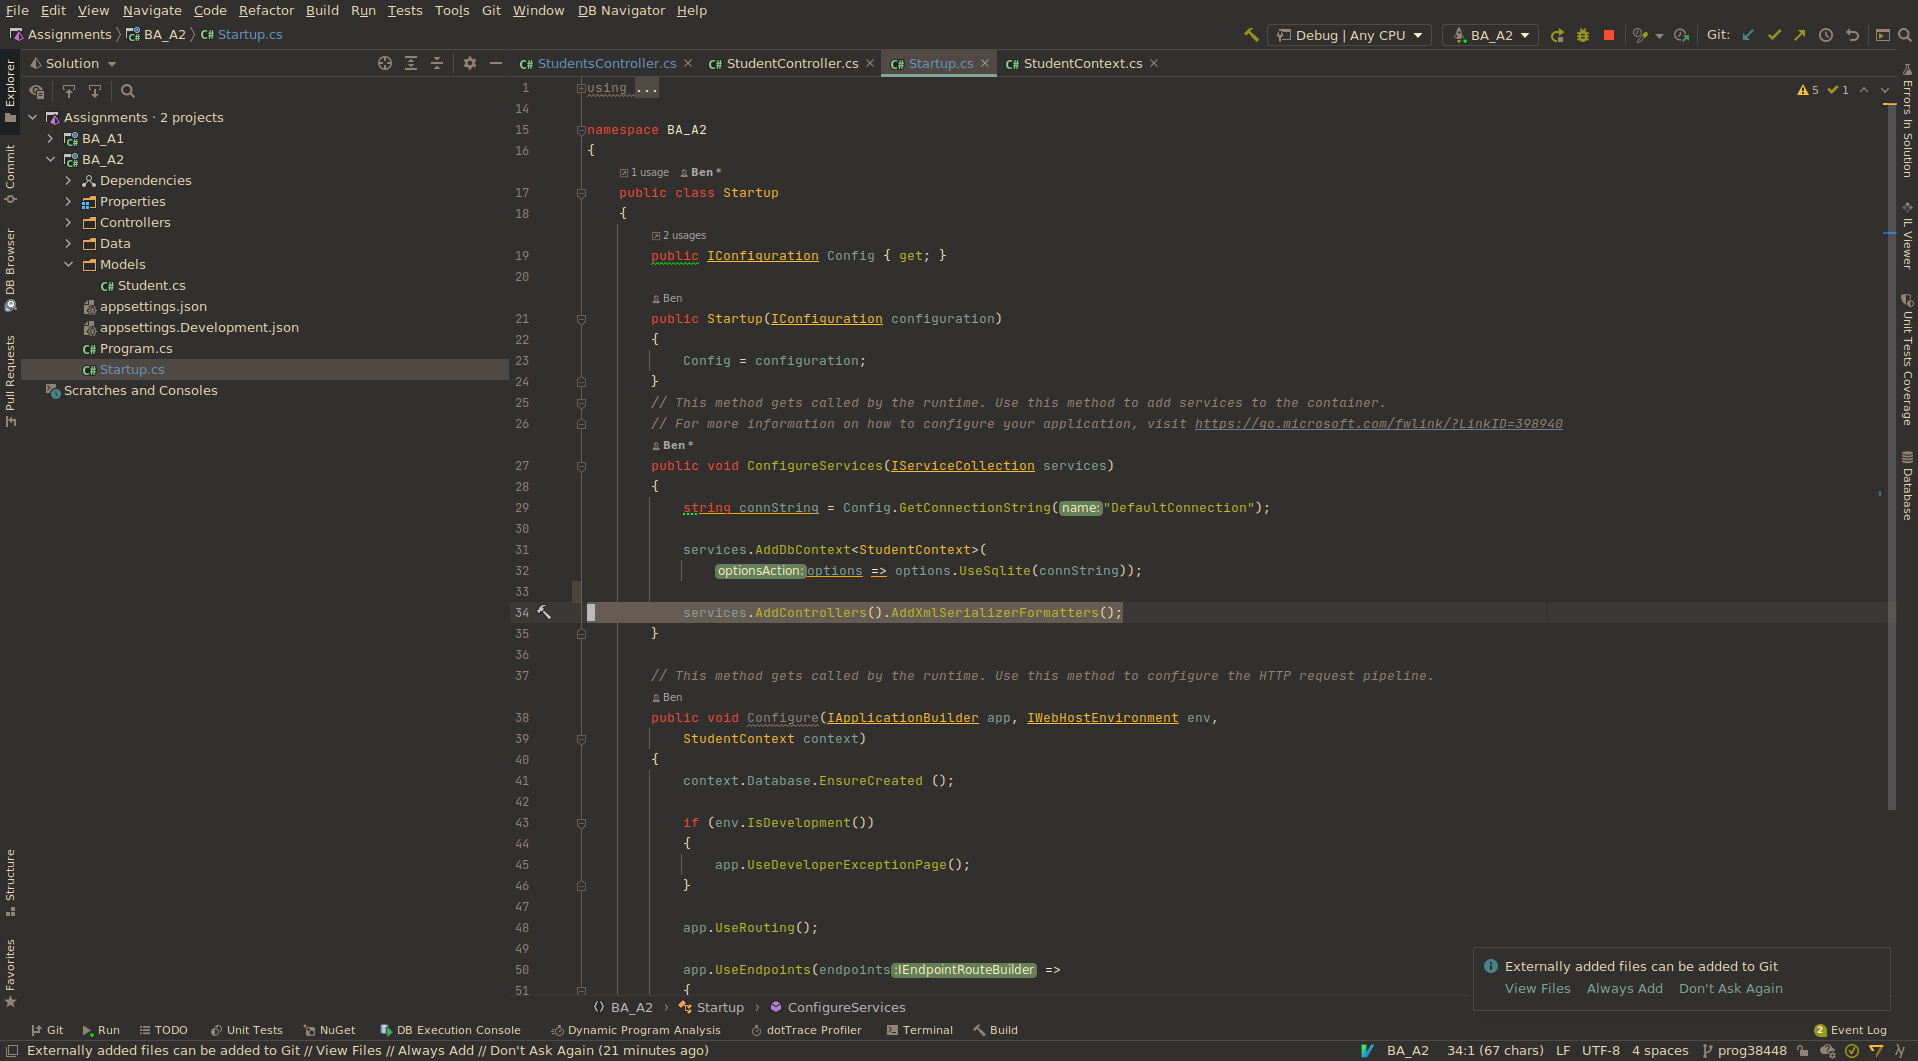 File Edit View Navigate Code Refactor Build Run Tests Tools Git Window DB Navigator Help
Assignments BA_A2 C# Startup.cs
Debug | Any CPU BA_A2 Git:
Solution
C# StudentsController.cs C# StudentController.cs C# Startup.cs C# StudentContext.cs
Explorer
Commit
DB Browser
Pull Requests
Structure
Favorites
Assignments · 2 projects
BA_A1
BA_A2
Dependencies
Properties
Controllers
Data
Models
C# Student.cs
appsettings.json
appsettings.Development.json
C# Program.cs
C# Startup.cs
Scratches and Consoles
5 1
1 using ...
14
15 namespace BA_A2
16 {
1 usage Ben *
17 public class Startup
18 {
2 usages
19 public IConfiguration Config { get; }
20
Ben
21 public Startup(IConfiguration configuration)
22 {
23 Config = configuration;
24 }
25 // This method gets called by the runtime. Use this method to add services to the container.
26 // For more information on how to configure your application, visit https://go.microsoft.com/fwlink/?LinkID=398940
Ben *
27 public void ConfigureServices(IServiceCollection services)
28 {
29 string connString = Config.GetConnectionString(name: "DefaultConnection");
30
31 services.AddDbContext<StudentContext>(
32 optionsAction: options => options.UseSqlite(connString));
33
34 services.AddControllers().AddXmlSerializerFormatters();
35 }
36
37 // This method gets called by the runtime. Use this method to configure the HTTP request pipeline.
Ben
38 public void Configure(IApplicationBuilder app, IWebHostEnvironment env,
39 StudentContext context)
40 {
41 context.Database.EnsureCreated ();
42
43 if (env.IsDevelopment())
44 {
45 app.UseDeveloperExceptionPage();
46 }
47
48 app.UseRouting();
49
50 app.UseEndpoints(endpoints :IEndpointRouteBuilder =>
51 {
Errors In Solution
IL Viewer
Unit Tests Coverage
Database
Externally added files can be added to Git
View Files Always Add Don't Ask Again
BA_A2 Startup ConfigureServices
Git Run TODO Unit Tests NuGet DB Execution Console Dynamic Program Analysis dotTrace Profiler Terminal Build 2 Event Log
Externally added files can be added to Git // View Files // Always Add // Don't Ask Again (21 minutes ago) BA_A2 34:1 (67 chars) LF UTF-8 4 spaces prog38448